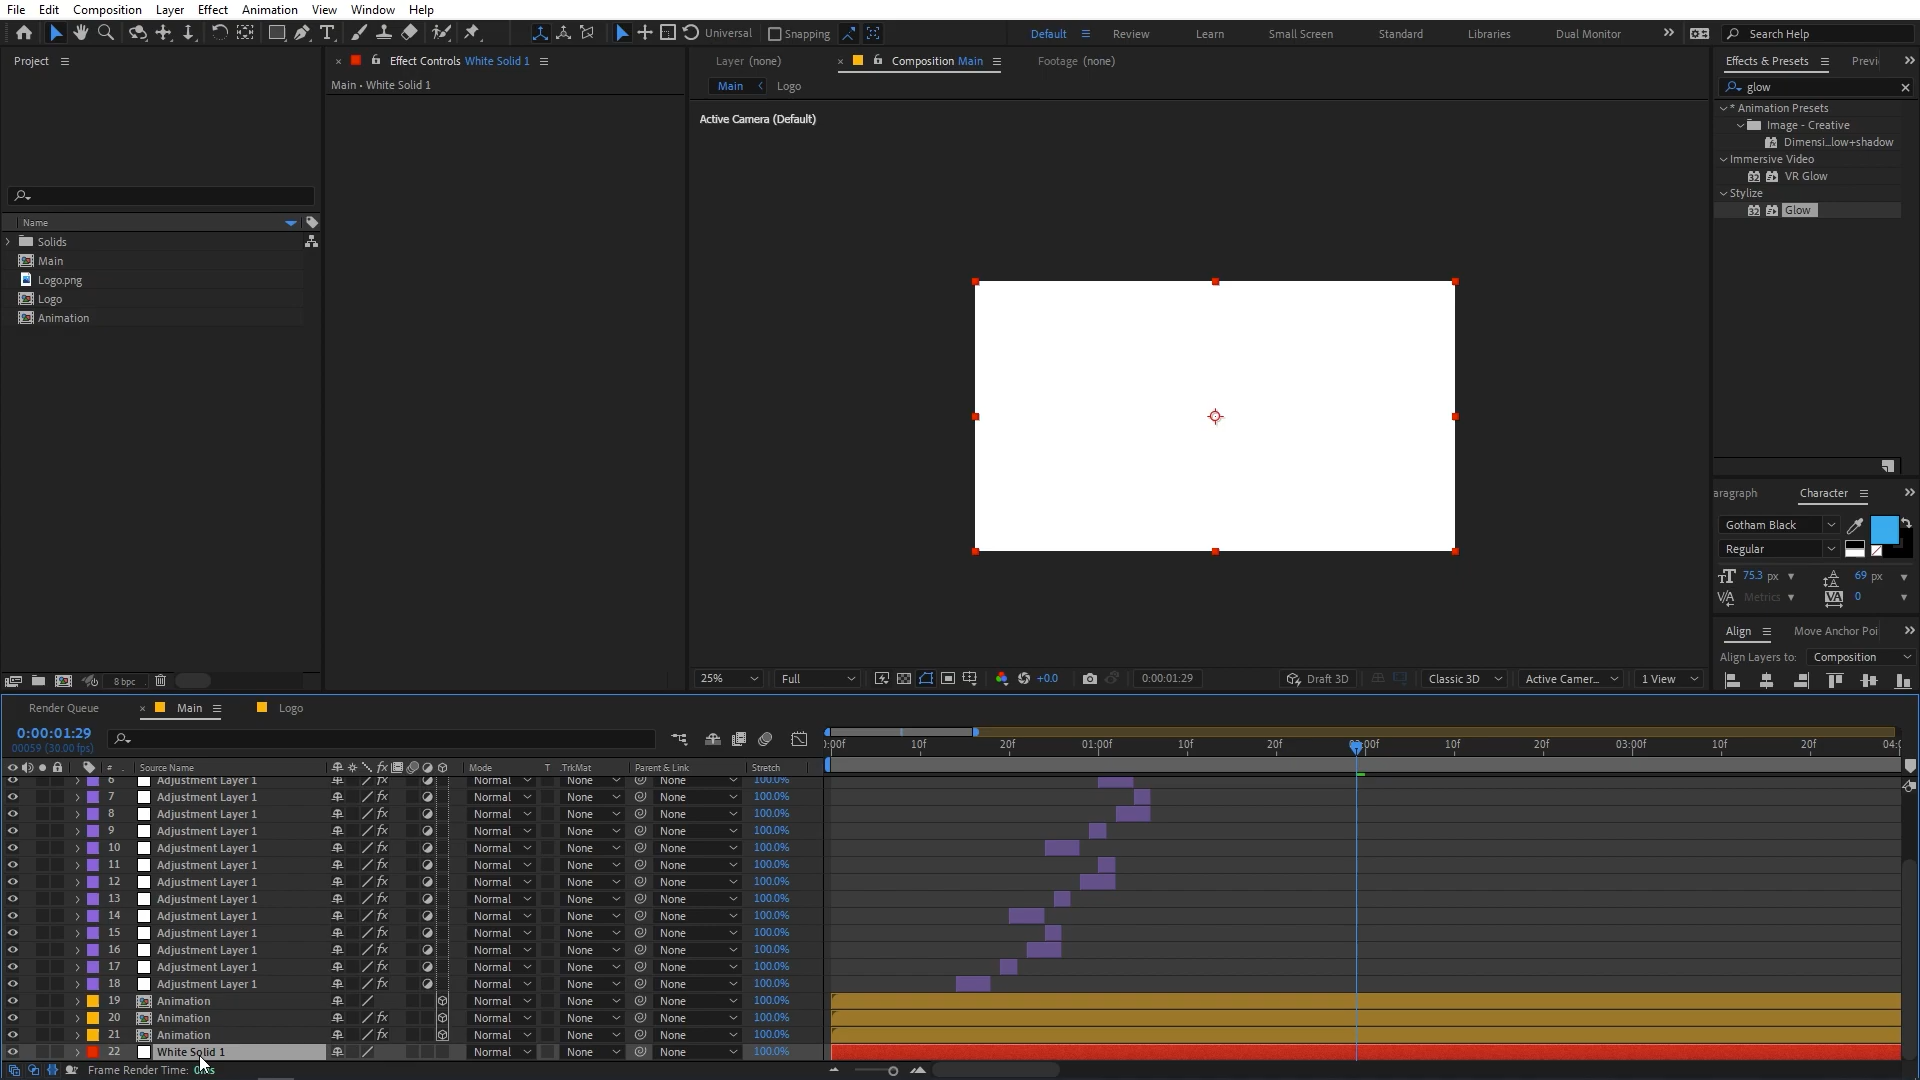 File Edit Composition Layer Effect Animation View Window Help
Universal Snapping Default Review Learn Small Screen Standard Libraries Dual Monitor Search Help
Project Effect Controls White Solid 1 Layer (none) Composition Main Footage (none) Effects & Presets Previ
Main • White Solid 1 Main Logo glow
Active Camera (Default)
* Animation Presets
Image - Creative
Dimensi...low+shadow
Immersive Video
VR Glow
Stylize
Glow
Name
Solids
Main
Logo.png
Logo
Animation
aragraph Character
Gotham Black
Regular
75.3 px 69 px
Metrics 0
Align Move Anchor Poi
Align Layers to: Composition
8 bpc 25% Full +0.0 0:00:01:29 Draft 3D Classic 3D Active Camer... 1 View
Render Queue Main Logo
0:00:01:29
00059 (30.00 fps)
:00f 10f 20f 01:00f 10f 20f 02:00f 10f 20f 03:00f 10f 20f 04:0
# Source Name Mode T .TrkMat Parent & Link Stretch
6 Adjustment Layer 1 Normal None None 100.0%
7 Adjustment Layer 1 Normal None None 100.0%
8 Adjustment Layer 1 Normal None None 100.0%
9 Adjustment Layer 1 Normal None None 100.0%
10 Adjustment Layer 1 Normal None None 100.0%
11 Adjustment Layer 1 Normal None None 100.0%
12 Adjustment Layer 1 Normal None None 100.0%
13 Adjustment Layer 1 Normal None None 100.0%
14 Adjustment Layer 1 Normal None None 100.0%
15 Adjustment Layer 1 Normal None None 100.0%
16 Adjustment Layer 1 Normal None None 100.0%
17 Adjustment Layer 1 Normal None None 100.0%
18 Adjustment Layer 1 Normal None None 100.0%
19 Animation Normal None None 100.0%
20 Animation Normal None None 100.0%
21 Animation Normal None None 100.0%
22 White Solid 1 Normal None None 100.0%
Frame Render Time: